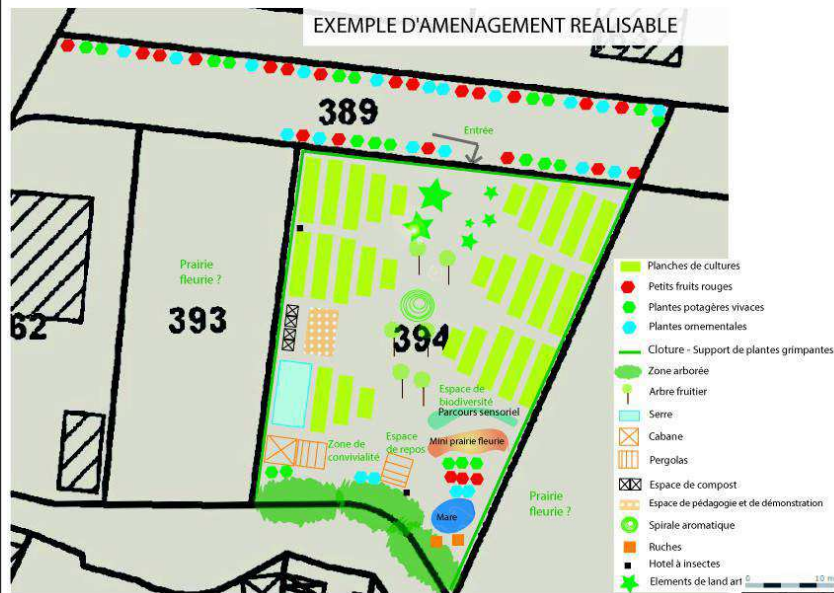 EXEMPLE D'AMENAGEMENT REALISABLE
389
Entrée
Prairie
fleurie ?
393
62
394
Espace de
biodiversité
Parcours sensoriel
Mini prairie fleurie
Zone de
convivialité
Espace
de repos
Mare
Prairie
fleurie ?
Planches de cultures
Petits fruits rouges
Plantes potagères vivaces
Plantes ornementales
Cloture - Support de plantes grimpantes
Zone arborée
Arbre fruitier
Serre
Cabane
Pergolas
Espace de compost
Espace de pédagogie et de démonstration
Spirale aromatique
Ruches
Hotel à insectes
Elements de land art
0 10 m